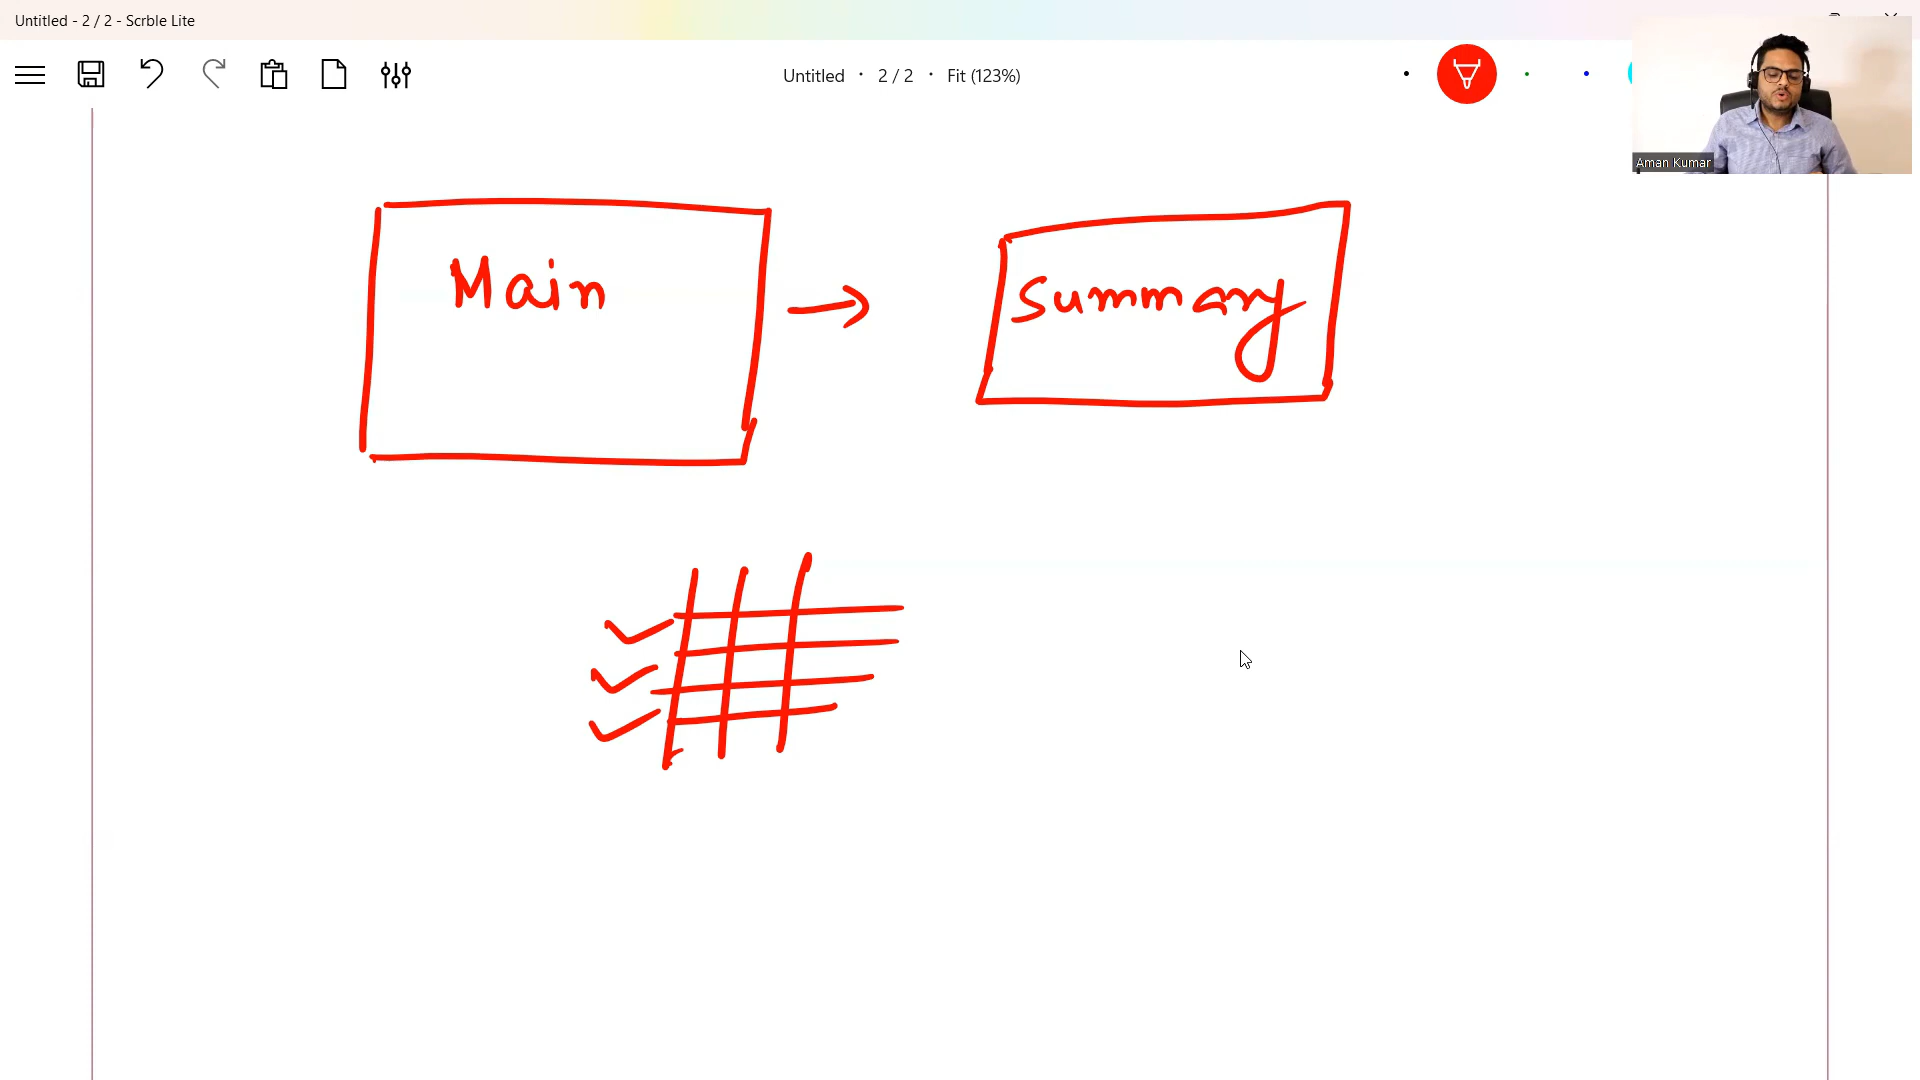 Untitled - 2 / 2 - Scrble Lite
Untitled • 2 / 2 • Fit (123%)
Aman Kumar
Main
Summary